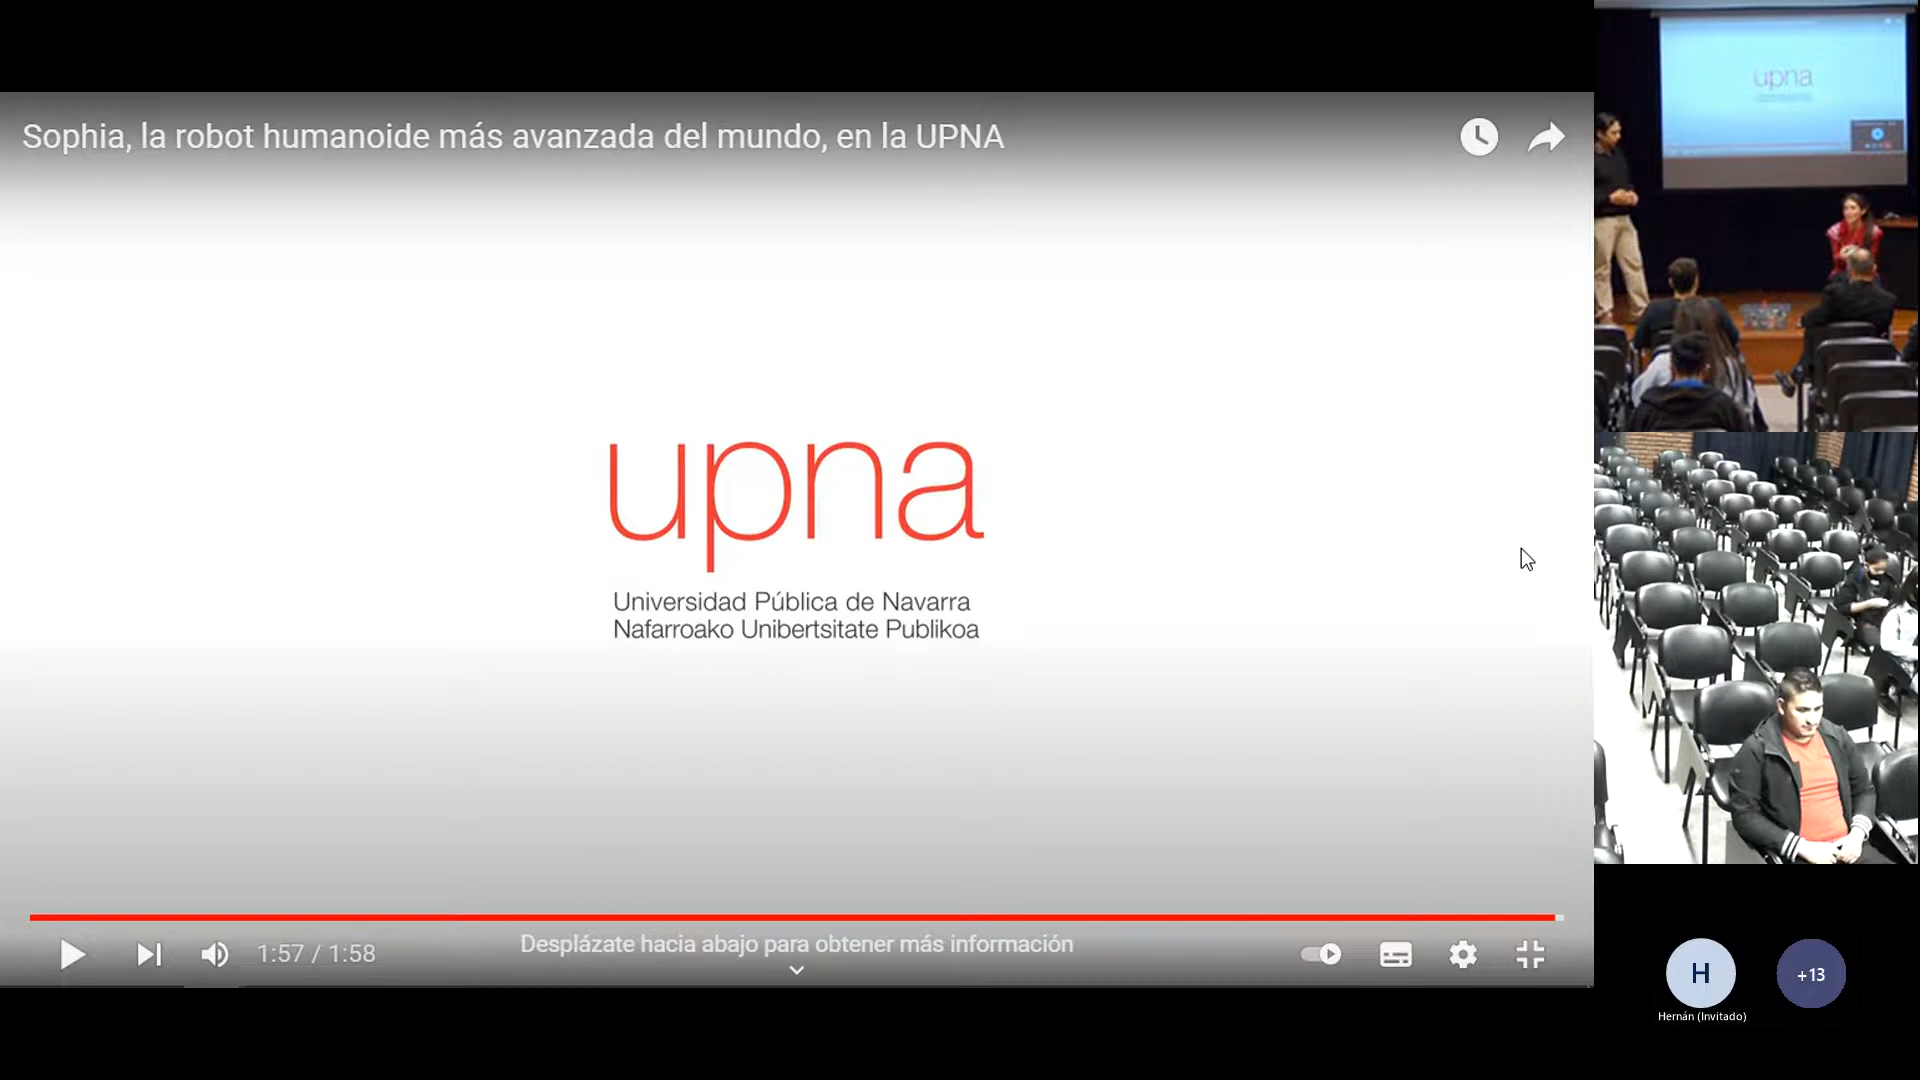 Sophia, la robot humanoide más avanzada del mundo, en la UPNA
upna
Universidad Pública de Navarra
Nafarroako Unibertsitate Publikoa
1:57 / 1:58
Desplázate hacia abajo para obtener más información
upna
H
+13
Hernán (Invitado)